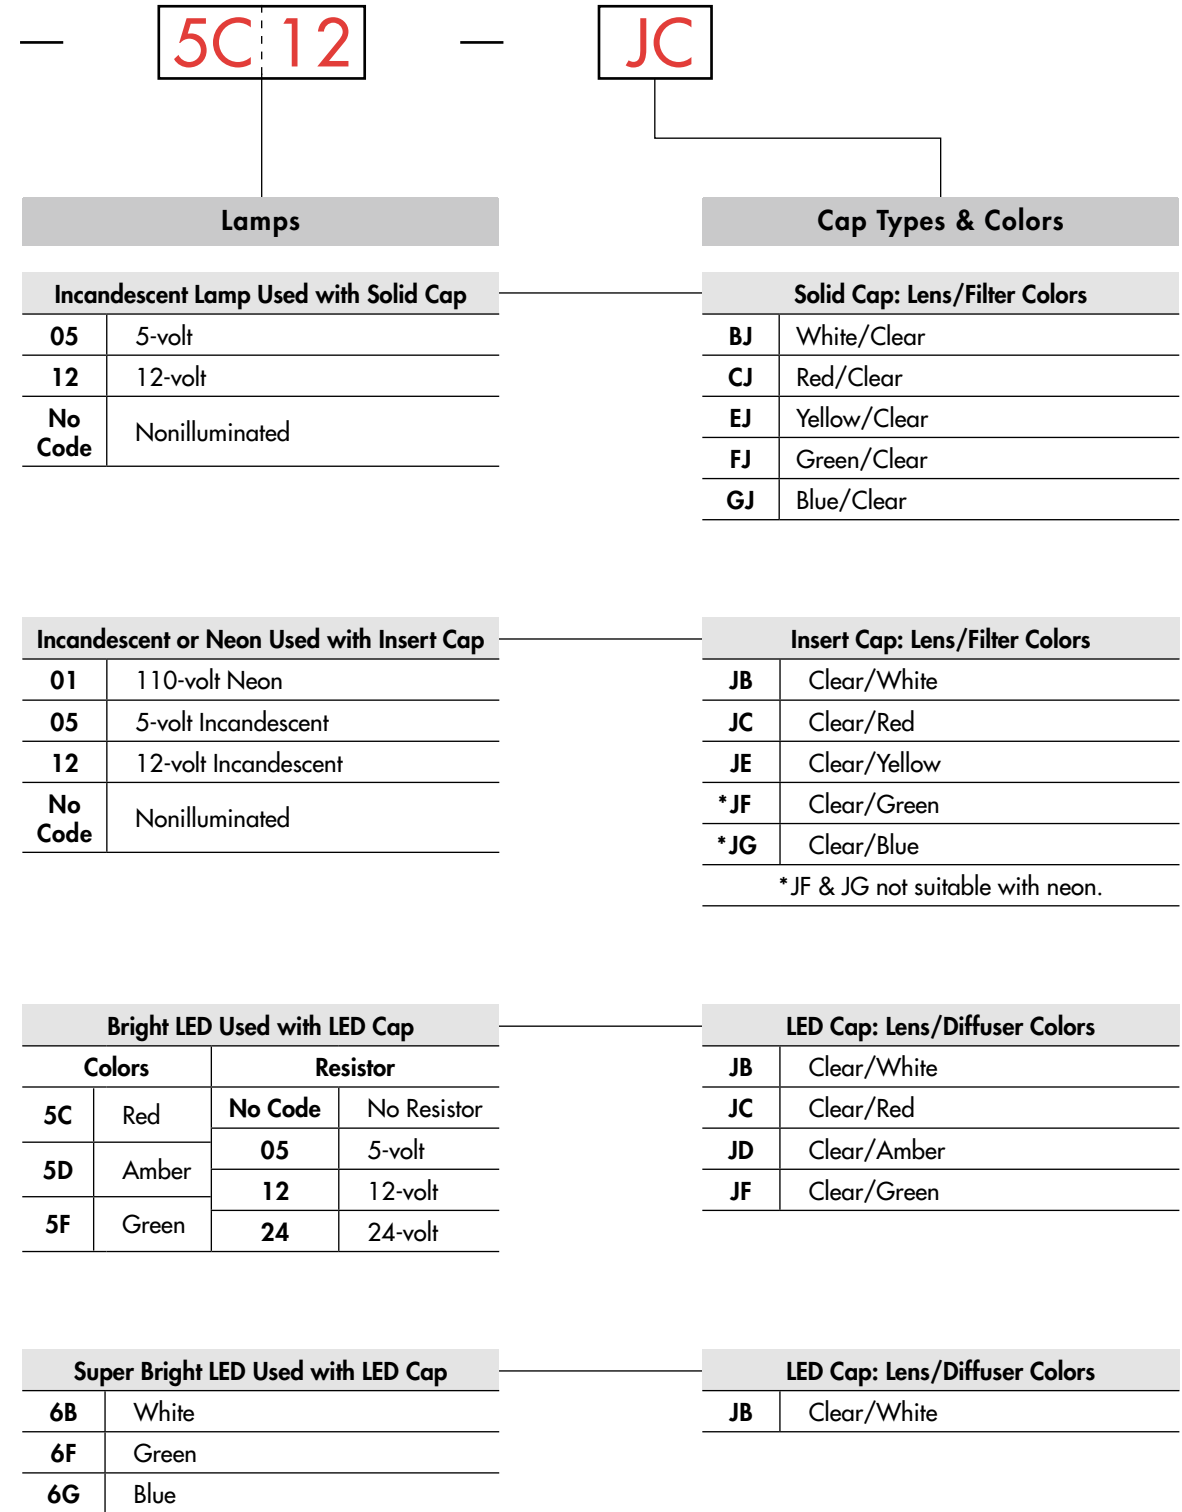 — 5C 12 — JC
Lamps
Cap Types & Colors
Incandescent Lamp Used with Solid Cap
05 5-volt
12 12-volt
No Code Nonilluminated
Solid Cap: Lens/Filter Colors
BJ White/Clear
CJ Red/Clear
EJ Yellow/Clear
FJ Green/Clear
GJ Blue/Clear
Incandescent or Neon Used with Insert Cap
01 110-volt Neon
05 5-volt Incandescent
12 12-volt Incandescent
No Code Nonilluminated
Insert Cap: Lens/Filter Colors
JB Clear/White
JC Clear/Red
JE Clear/Yellow
*JF Clear/Green
*JG Clear/Blue
*JF & JG not suitable with neon.
Bright LED Used with LED Cap
Colors Resistor
5C Red
5D Amber
5F Green
No Code No Resistor
05 5-volt
12 12-volt
24 24-volt
LED Cap: Lens/Diffuser Colors
JB Clear/White
JC Clear/Red
JD Clear/Amber
JF Clear/Green
Super Bright LED Used with LED Cap
6B White
6F Green
6G Blue
LED Cap: Lens/Diffuser Colors
JB Clear/White